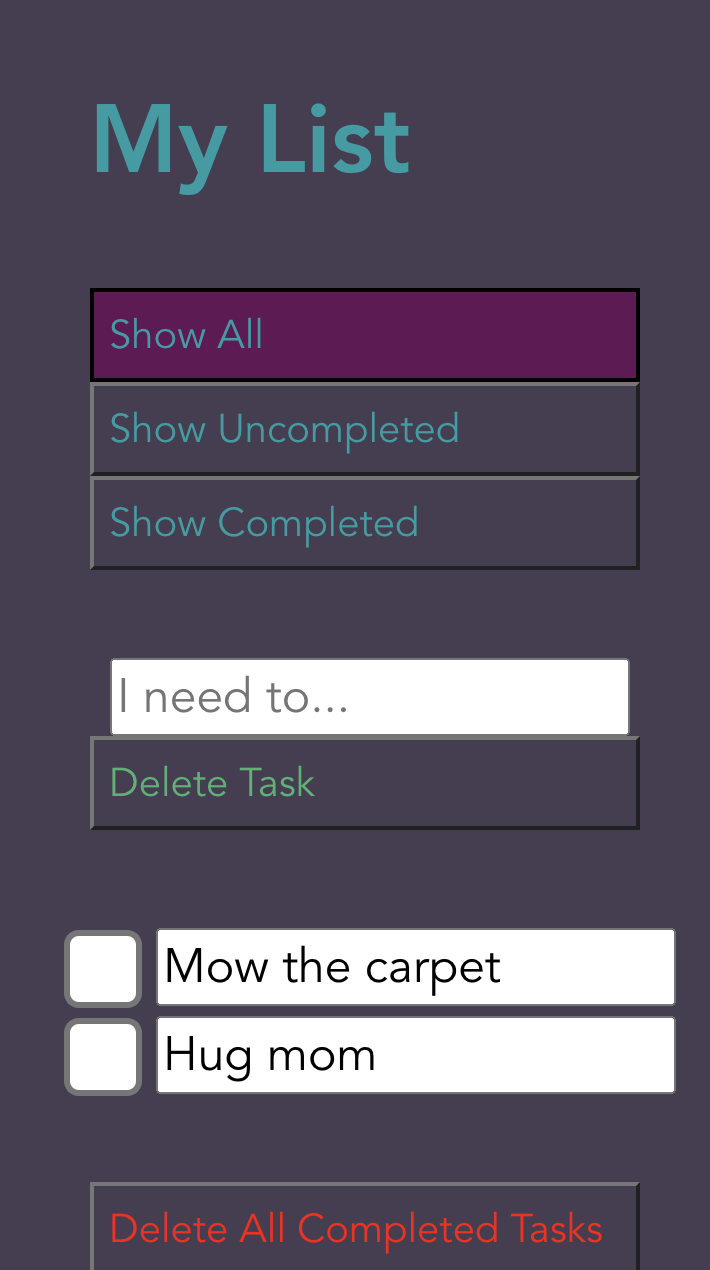 My List
Show All
Show Uncompleted
Show Completed
I need to...
Delete Task
Mow the carpet
Hug mom
Delete All Completed Tasks